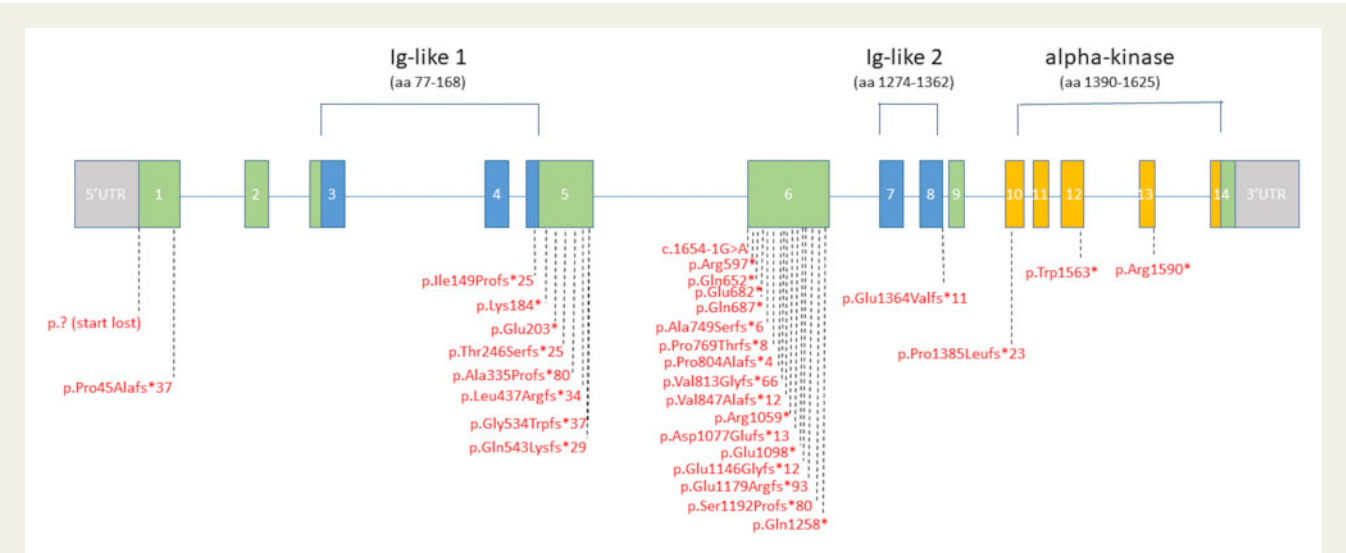 Ig-like 1
(aa 77-168)
Ig-like 2
(aa 1274-1362)
alpha-kinase
(aa 1390-1625)
5'UTR
1
2
3
4
5
6
7
8
9
10
11
12
13
14
3'UTR
p.? (start lost)
p.Pro45Alafs*37
p.Ile149Profs*25
p.Lys184*
p.Glu203*
p.Thr246Serfs*25
p.Ala335Profs*80
p.Leu437Argfs*34
p.Gly534Trpfs*37
p.Gln543Lysfs*29
c.1654-1G>A
p.Arg597*
p.Gln652*
p.Glu682*
p.Gln687*
p.Ala749Serfs*6
p.Pro769Thrfs*8
p.Pro804Alafs*4
p.Val813Glyfs*66
p.Val847Alafs*12
p.Arg1059*
p.Asp1077Glufs*13
p.Glu1098*
p.Glu1146Glyfs*12
p.Glu1179Argfs*93
p.Ser1192Profs*80
p.Gln1258*
p.Glu1364Valfs*11
p.Pro1385Leufs*23
p.Trp1563*
p.Arg1590*